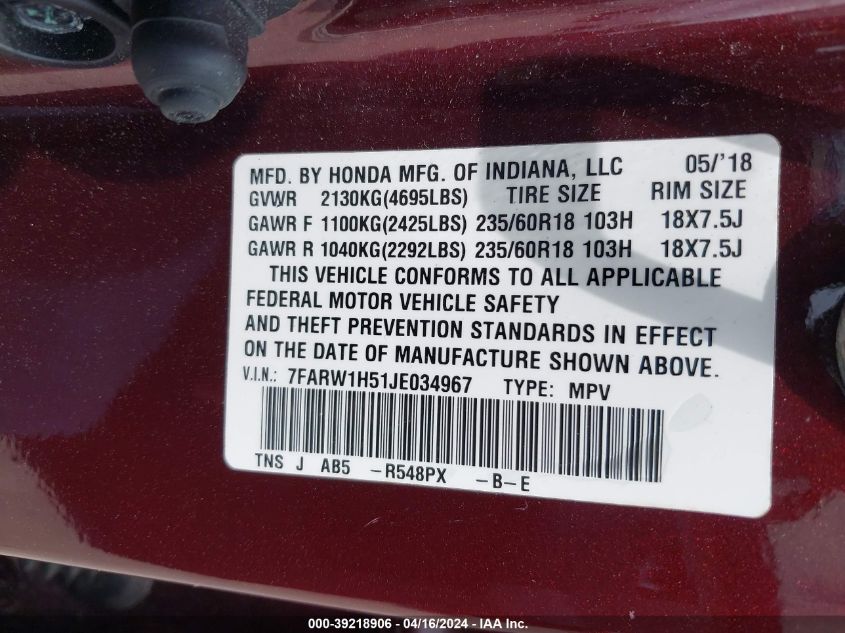 MFD. BY HONDA MFG. OF INDIANA, LLC 05/'18
GVWR 2130KG(4695LBS) TIRE SIZE RIM SIZE
GAWR F 1100KG(2425LBS) 235/60R18 103H 18X7.5J
GAWR R 1040KG(2292LBS) 235/60R18 103H 18X7.5J
THIS VEHICLE CONFORMS TO ALL APPLICABLE
FEDERAL MOTOR VEHICLE SAFETY
AND THEFT PREVENTION STANDARDS IN EFFECT
ON THE DATE OF MANUFACTURE SHOWN ABOVE.
V.I.N.: 7FARW1H51JE034967 TYPE: MPV
TNS J AB5 -R548PX -B-E
000-39218906 - 04/16/2024 - IAA Inc.